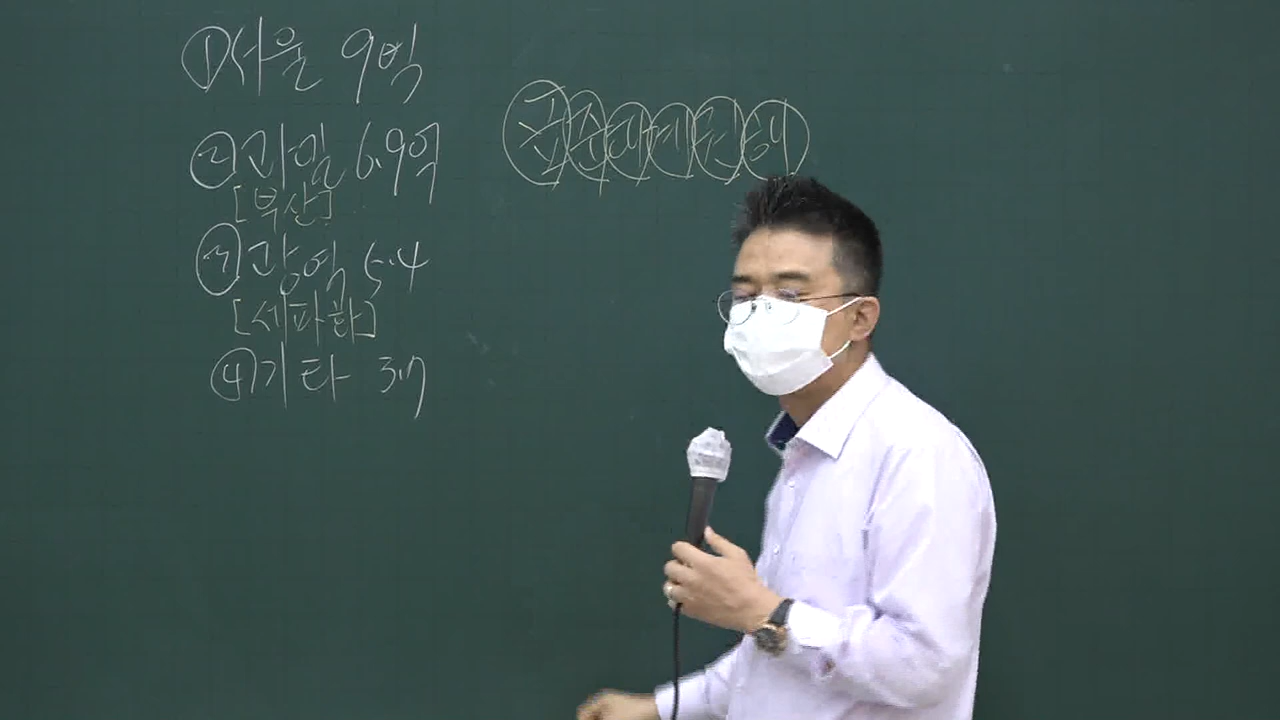 ①서울 9억
②과밀 6.9억
[부산]
③광역 5.4
[세파화]
④기타 3.7